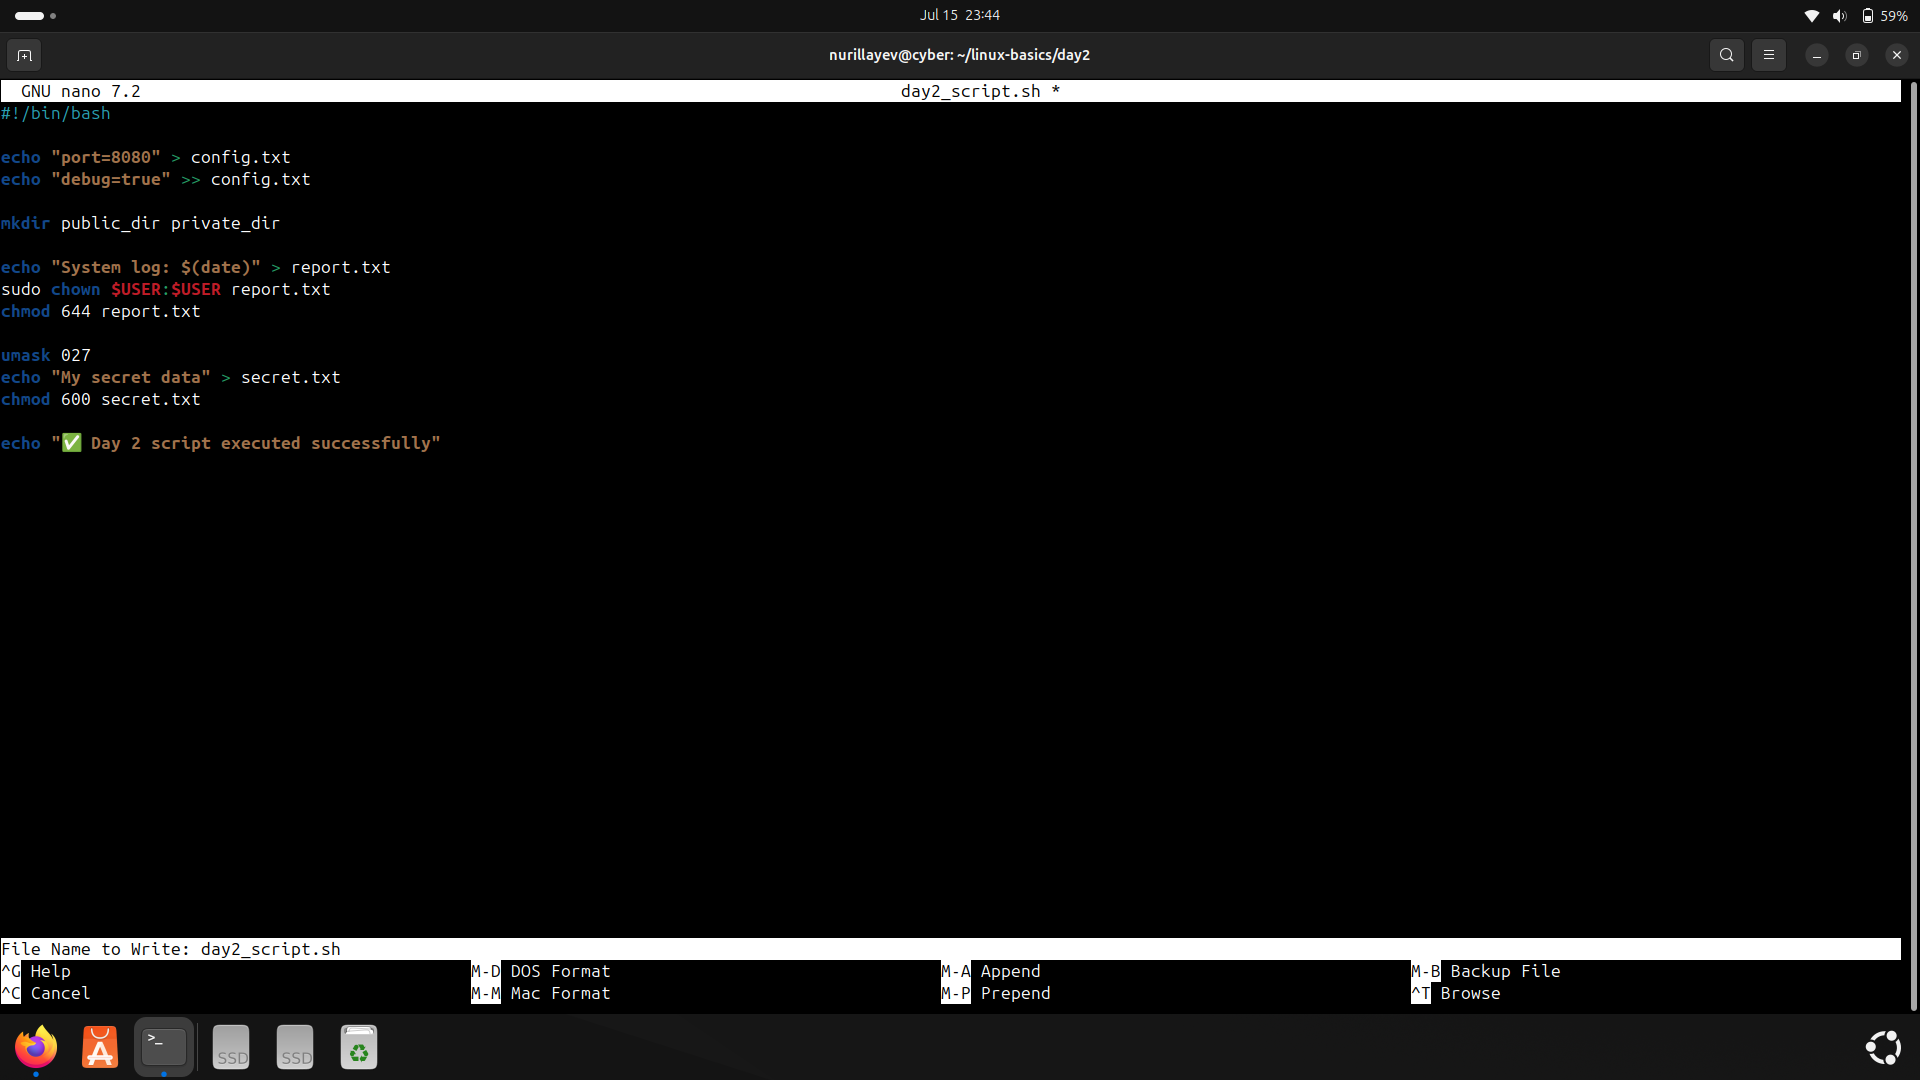 Jul 15 23:44
59%
nurillayev@cyber: ~/linux-basics/day2
GNU nano 7.2 day2_script.sh *
#!/bin/bash
echo "port=8080" > config.txt
echo "debug=true" >> config.txt
mkdir public_dir private_dir
echo "System log: $(date)" > report.txt
sudo chown $USER:$USER report.txt
chmod 644 report.txt
umask 027
echo "My secret data" > secret.txt
chmod 600 secret.txt
echo "✅ Day 2 script executed successfully"
File Name to Write: day2_script.sh
^G Help M-D DOS Format M-A Append M-B Backup File
^C Cancel M-M Mac Format M-P Prepend ^T Browse
>_
SSD SSD